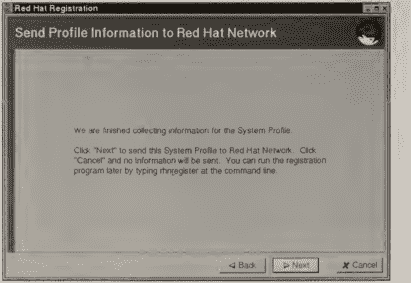 Red Hat Registration
Send Profile Information to Red Hat Network
We are finished collecting information for the System Profile.
Click "Next" to send this System Profile to Red Hat Network. Click
"Cancel" and no information will be sent. You can run the registration
program later by typing rhnregister at the command line.
Back Next Cancel